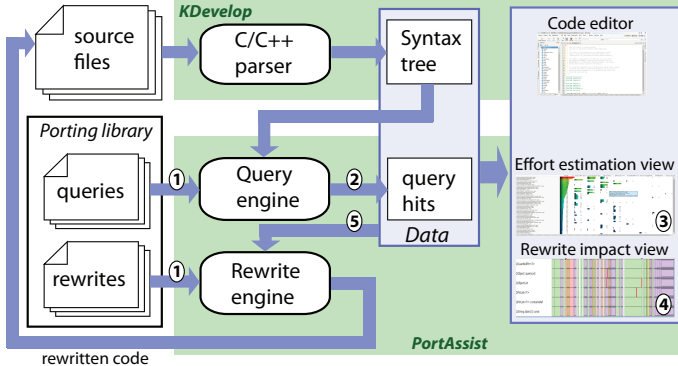 KDevelop
source
files
C/C++
parser
Syntax
tree
Code editor
Porting library
queries
1
Query
engine
2
query
hits
Effort estimation view
3
5
Data
rewrites
1
Rewrite
engine
Rewrite impact view
4
rewritten code
PortAssist